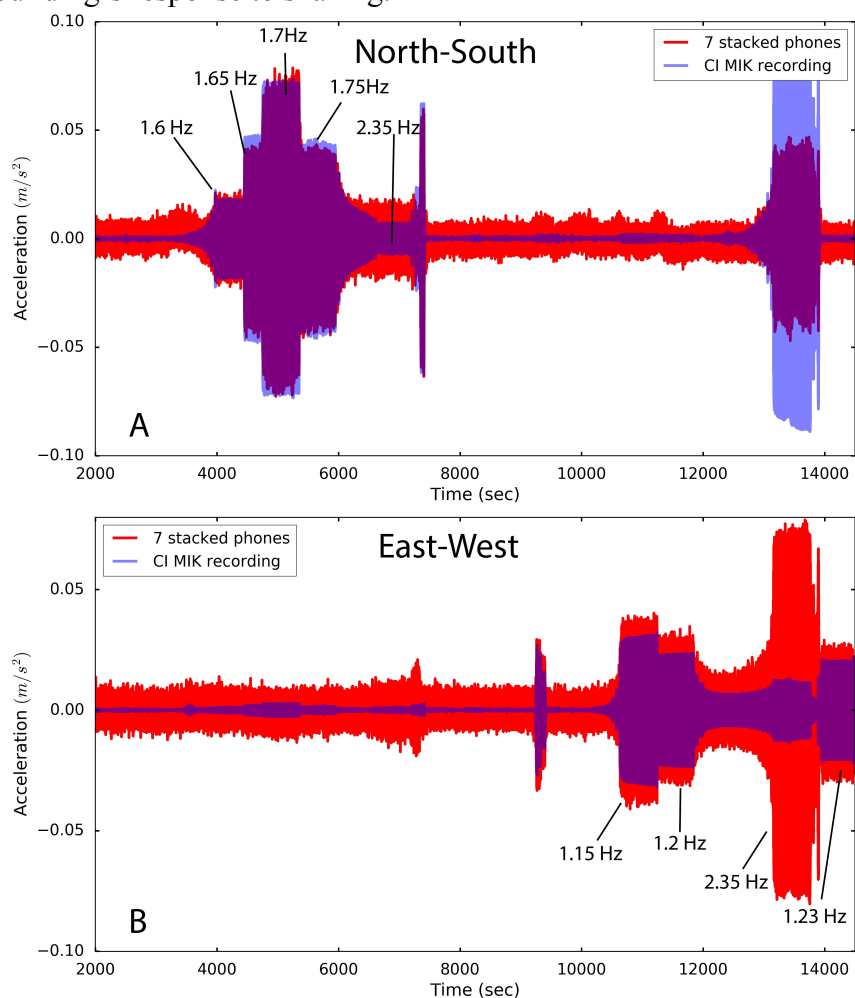 response to shaking.
0.10
North-South
7 stacked phones
CI MIK recording
1.7Hz
1.65 Hz
1.75Hz
1.6 Hz
2.35 Hz
0.05
0.00
−0.05
−0.10
Acceleration (m/s²)
A
2000 4000 6000 8000 10000 12000 14000
Time (sec)
7 stacked phones
CI MIK recording
East-West
0.05
0.00
−0.05
−0.10
Acceleration (m/s²)
1.15 Hz
1.2 Hz
2.35 Hz
1.23 Hz
B
2000 4000 6000 8000 10000 12000 14000
Time (sec)